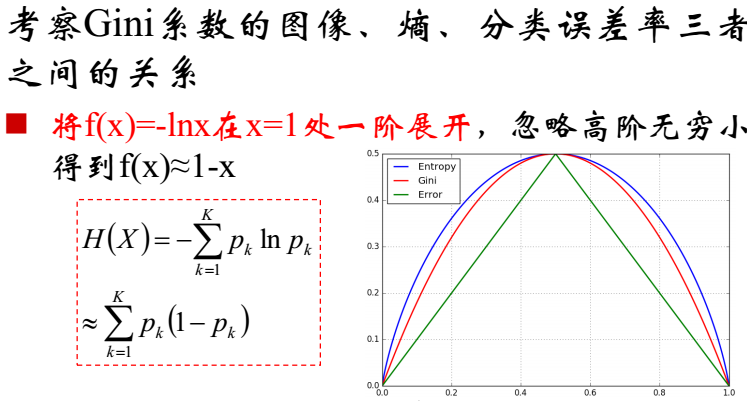 考察Gini系数的图像、熵、分类误差率三者
之间的关系
■ 将f(x)=-lnx在x=1处一阶展开，忽略高阶无穷小
得到f(x)≈1-x
H(X)=-∑_{k=1}^{K} p_k ln p_k
≈∑_{k=1}^{K} p_k(1-p_k)
0.5
Entropy
Gini
Error
0.4
0.3
0.2
0.1
0.0
0.0 0.2 0.4 0.6 0.8 1.0